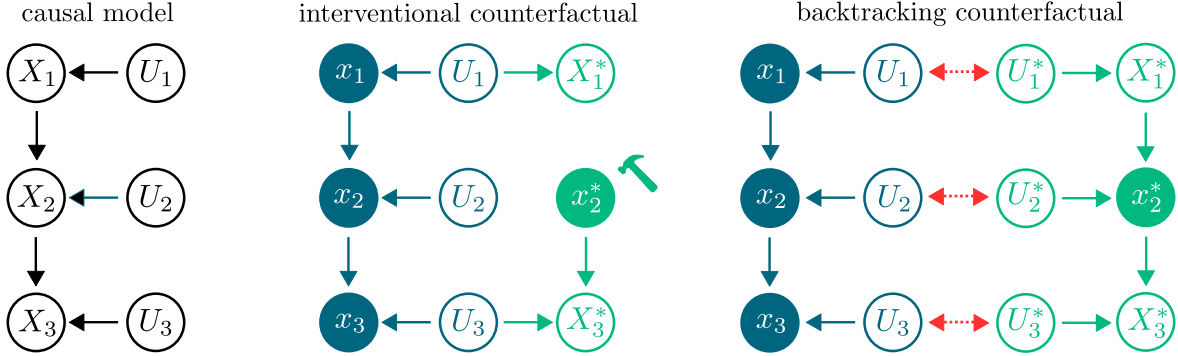 causal model interventional counterfactual backtracking counterfactual
X₁ U₁ x₁ U₁ X₁* x₁ U₁ U₁* X₁*
X₂ U₂ x₂ U₂ x₂* x₂ U₂ U₂* x₂*
X₃ U₃ x₃ U₃ X₃* x₃ U₃ U₃* X₃*